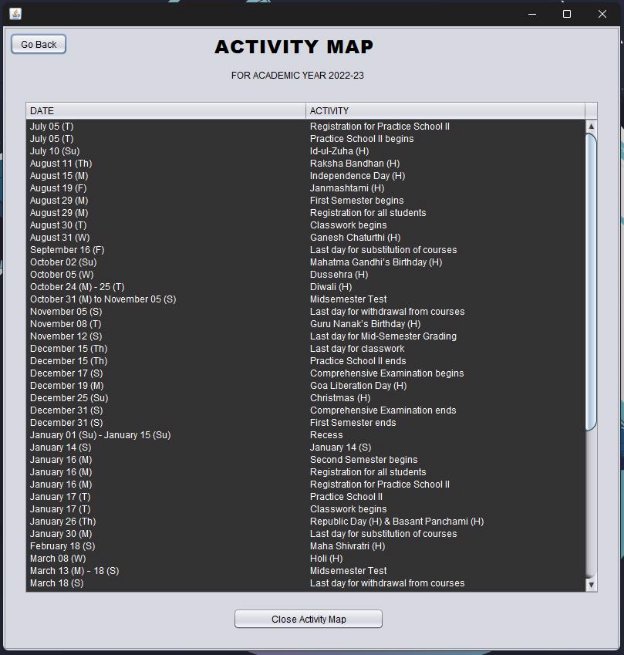 Go Back
ACTIVITY MAP
FOR ACADEMIC YEAR 2022-23
DATE ACTIVITY
July 05 (T) Registration for Practice School II
July 05 (T) Practice School II begins
July 10 (Su) Id-ul-Zuha (H)
August 11 (Th) Raksha Bandhan (H)
August 15 (M) Independence Day (H)
August 19 (F) Janmashtami (H)
August 29 (M) First Semester begins
August 29 (M) Registration for all students
August 30 (T) Classwork begins
August 31 (W) Ganesh Chaturthi (H)
September 16 (F) Last day for substitution of courses
October 02 (Su) Mahatma Gandhi's Birthday (H)
October 05 (W) Dussehra (H)
October 24 (M) - 25 (T) Diwali (H)
October 31 (M) to November 05 (S) Midsemester Test
November 05 (S) Last day for withdrawal from courses
November 08 (T) Guru Nanak's Birthday (H)
November 12 (S) Last day for Mid-Semester Grading
December 15 (Th) Last day for classwork
December 15 (Th) Practice School II ends
December 17 (S) Comprehensive Examination begins
December 19 (M) Goa Liberation Day (H)
December 25 (Su) Christmas (H)
December 31 (S) Comprehensive Examination ends
December 31 (S) First Semester ends
January 01 (Su) - January 15 (Su) Recess
January 14 (S) January 14 (S)
January 16 (M) Second Semester begins
January 16 (M) Registration for all students
January 16 (M) Registration for Practice School II
January 17 (T) Practice School II
January 17 (T) Classwork begins
January 26 (Th) Republic Day (H) & Basant Panchami (H)
January 30 (M) Last day for substitution of courses
February 18 (S) Maha Shivratri (H)
March 08 (W) Holi (H)
March 13 (M) - 18 (S) Midsemester Test
March 18 (S) Last day for withdrawal from courses
Close Activity Map